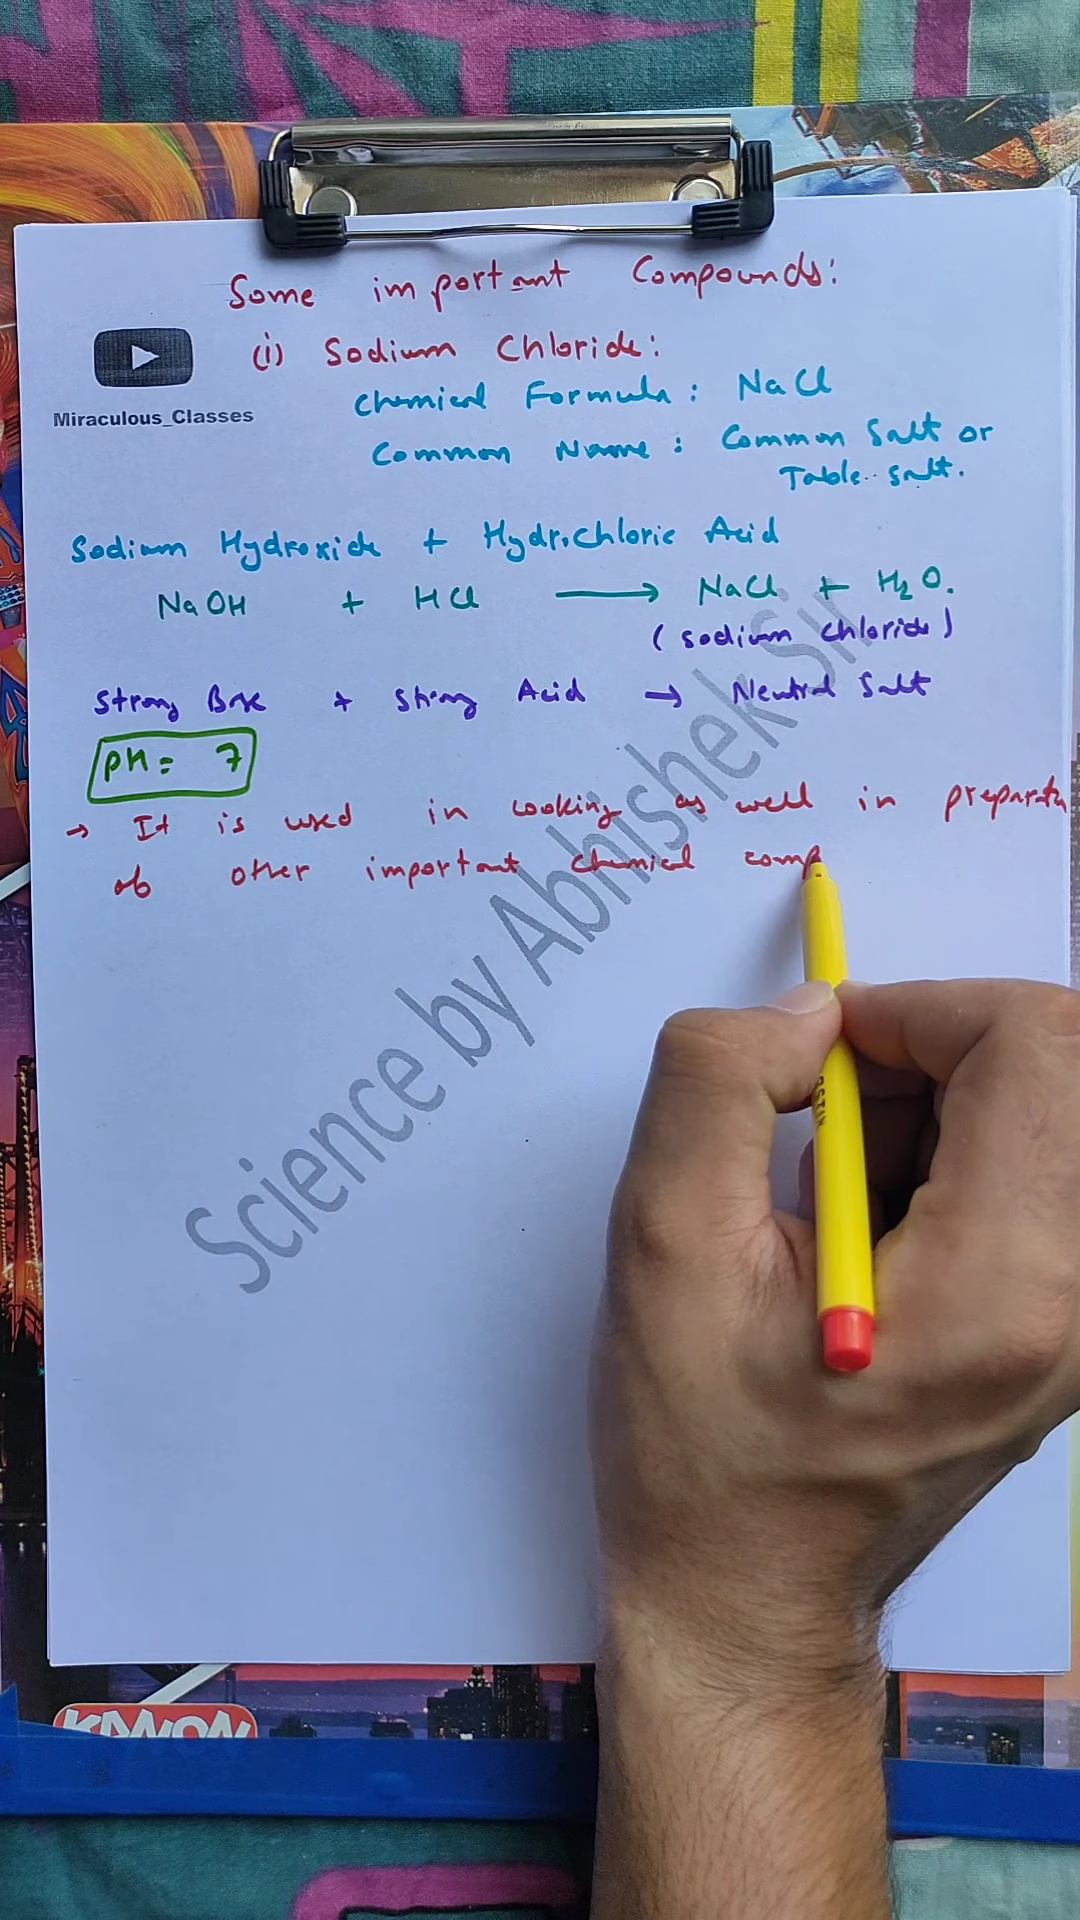 Some important Compounds:
(i) Sodium Chloride:
Miraculous_Classes
Chemical Formula: NaCl
Common Name: Common Salt or
Table salt.
Sodium Hydroxide + Hydrochloric Acid
NaOH + HCl → NaCl + H₂O.
(sodium chloride)
Strong Base + Strong Acid → Neutral Salt
pH = 7
→ It is used in cooking as well in preparation
of other important chemical comp
Science by Abhishek Sir
KIWON